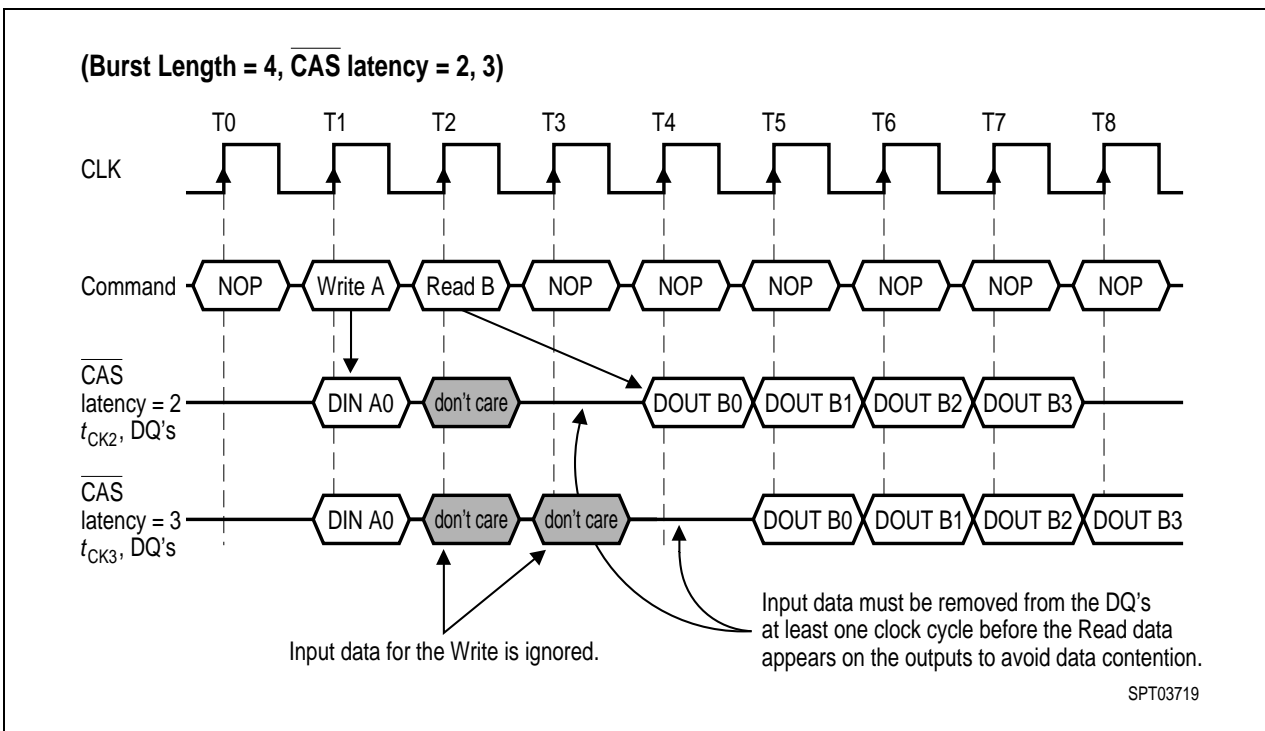 (Burst Length = 4, CAS latency = 2, 3)
T0 T1 T2 T3 T4 T5 T6 T7 T8
CLK
Command NOP Write A Read B NOP NOP NOP NOP NOP NOP
CAS
latency = 2
tCK2, DQ's
DIN A0 don't care DOUT B0 DOUT B1 DOUT B2 DOUT B3
CAS
latency = 3
tCK3, DQ's
DIN A0 don't care don't care DOUT B0 DOUT B1 DOUT B2 DOUT B3
Input data for the Write is ignored.
Input data must be removed from the DQ's
at least one clock cycle before the Read data
appears on the outputs to avoid data contention.
SPT03719